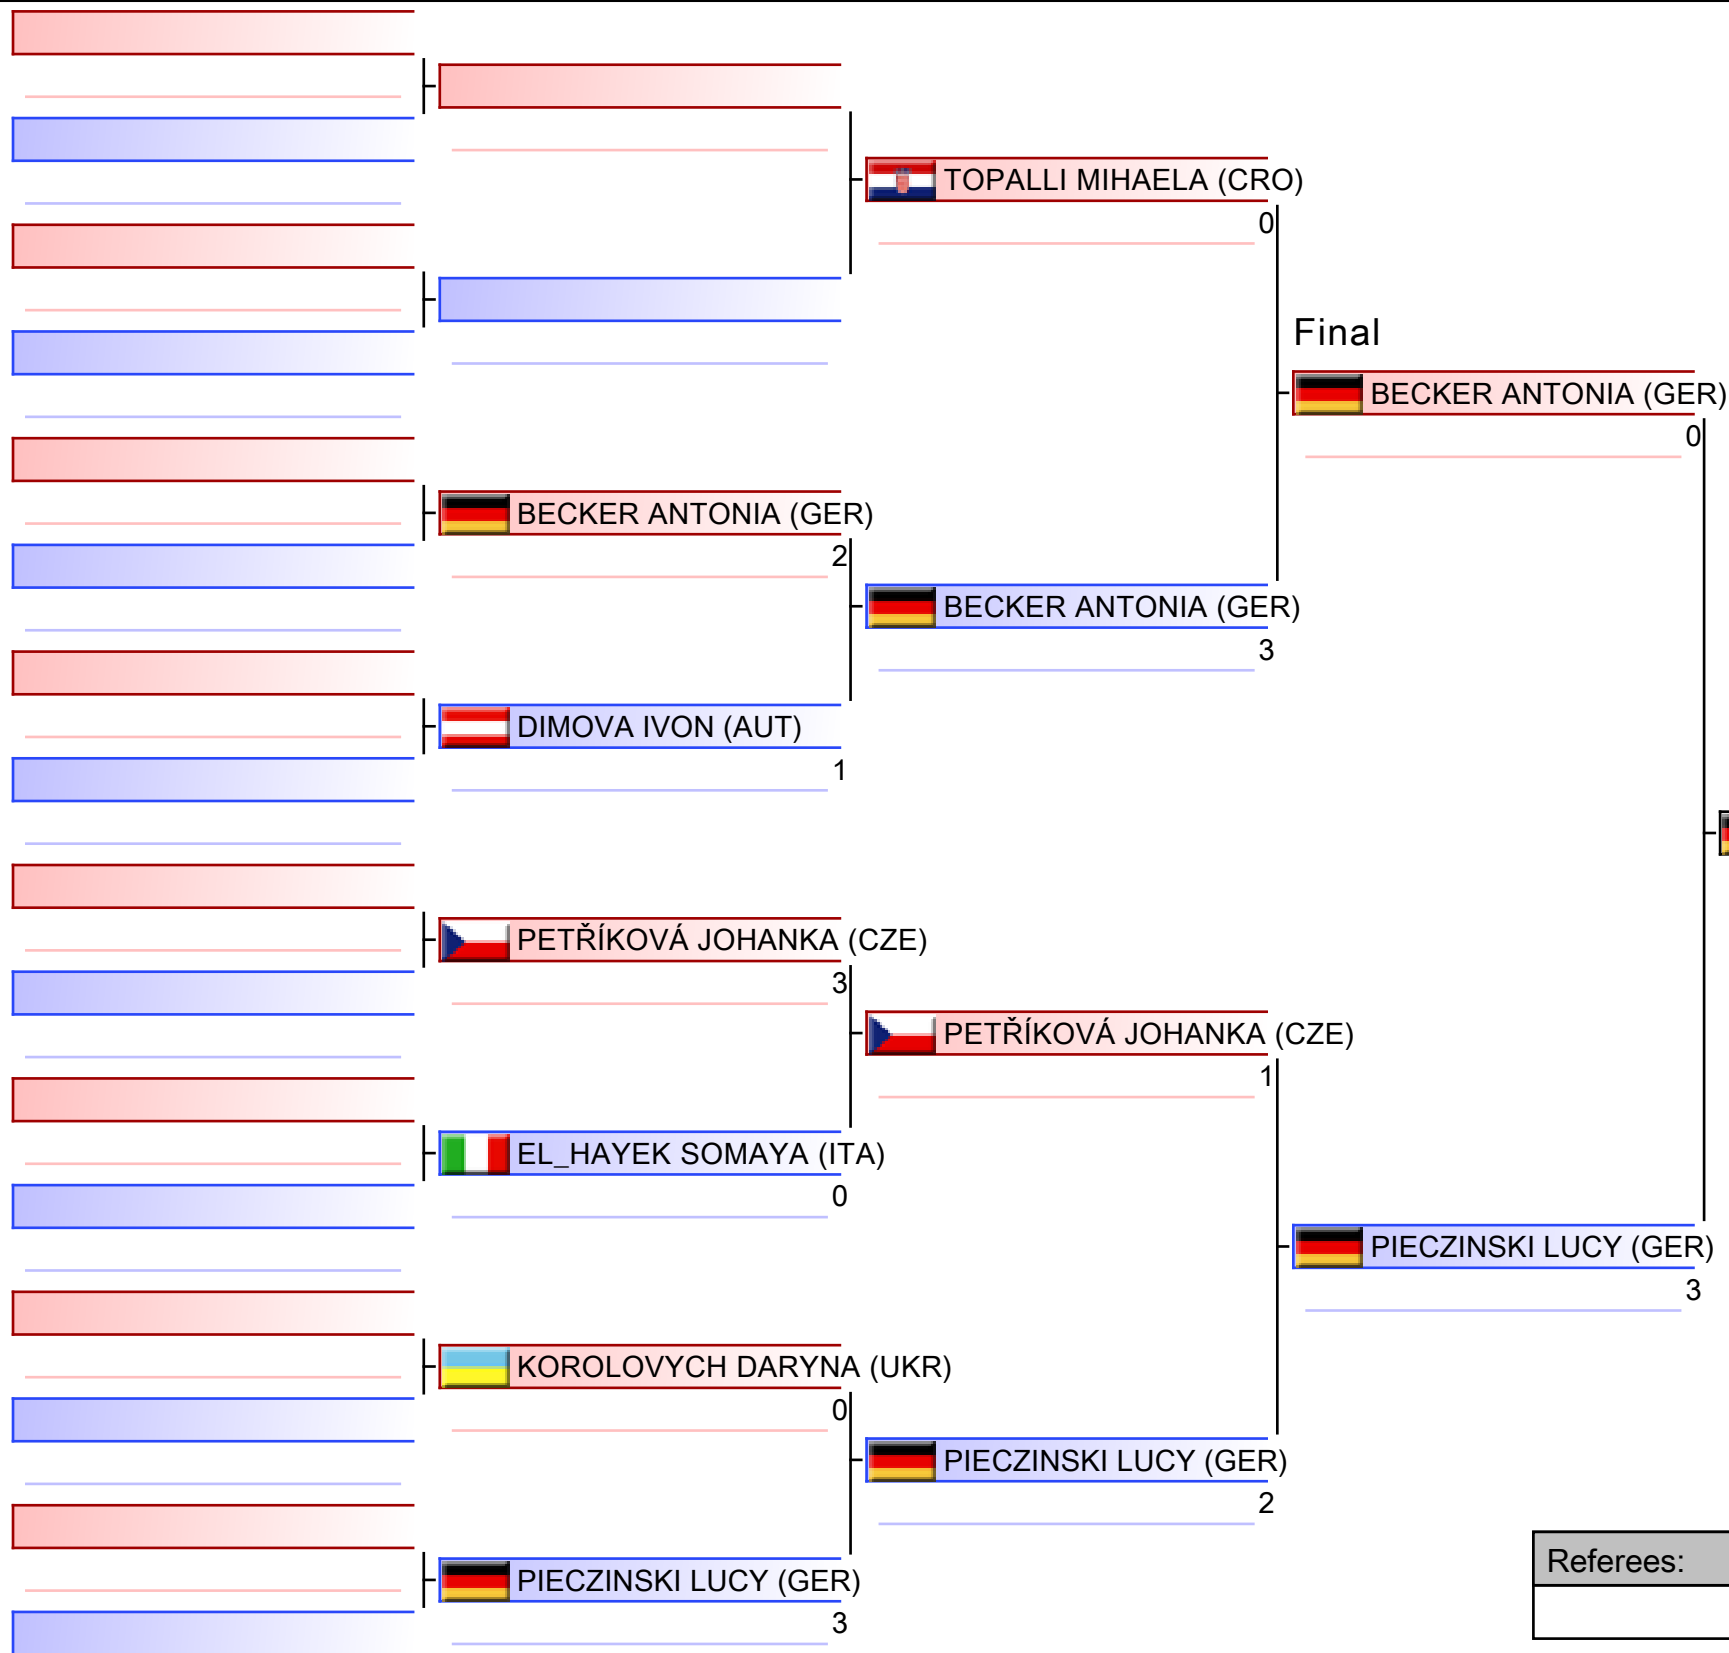 TOPALLI MIHAELA (CRO)
0
Final
BECKER ANTONIA (GER)
0
BECKER ANTONIA (GER)
2
BECKER ANTONIA (GER)
3
DIMOVA IVON (AUT)
1
PETŘÍKOVÁ JOHANKA (CZE)
3
PETŘÍKOVÁ JOHANKA (CZE)
1
EL_HAYEK SOMAYA (ITA)
0
PIECZINSKI LUCY (GER)
3
KOROLOVYCH DARYNA (UKR)
0
PIECZINSKI LUCY (GER)
2
Referees:
PIECZINSKI LUCY (GER)
3